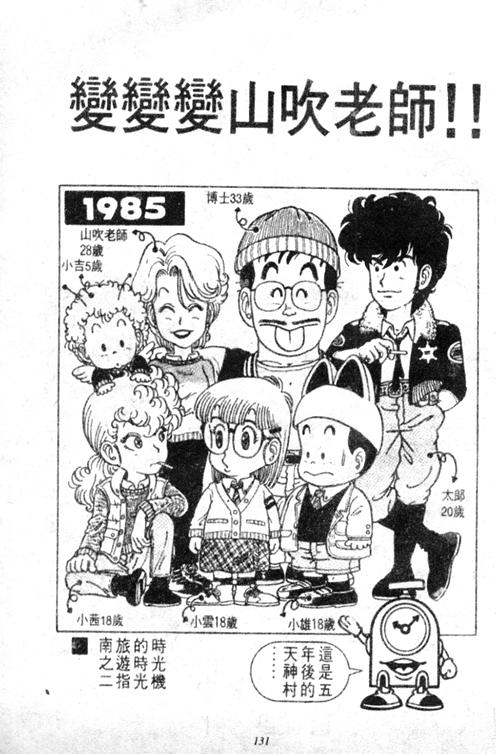 變變變山吹老師!!
1985
博士33歲
山吹老師
28歲
小吉5歲
太郎
20歲
小茜18歲
小雲18歲
小雄18歲
時光機
的時光
旅遊指
南之二
這是五
年後的
天神村
……
131